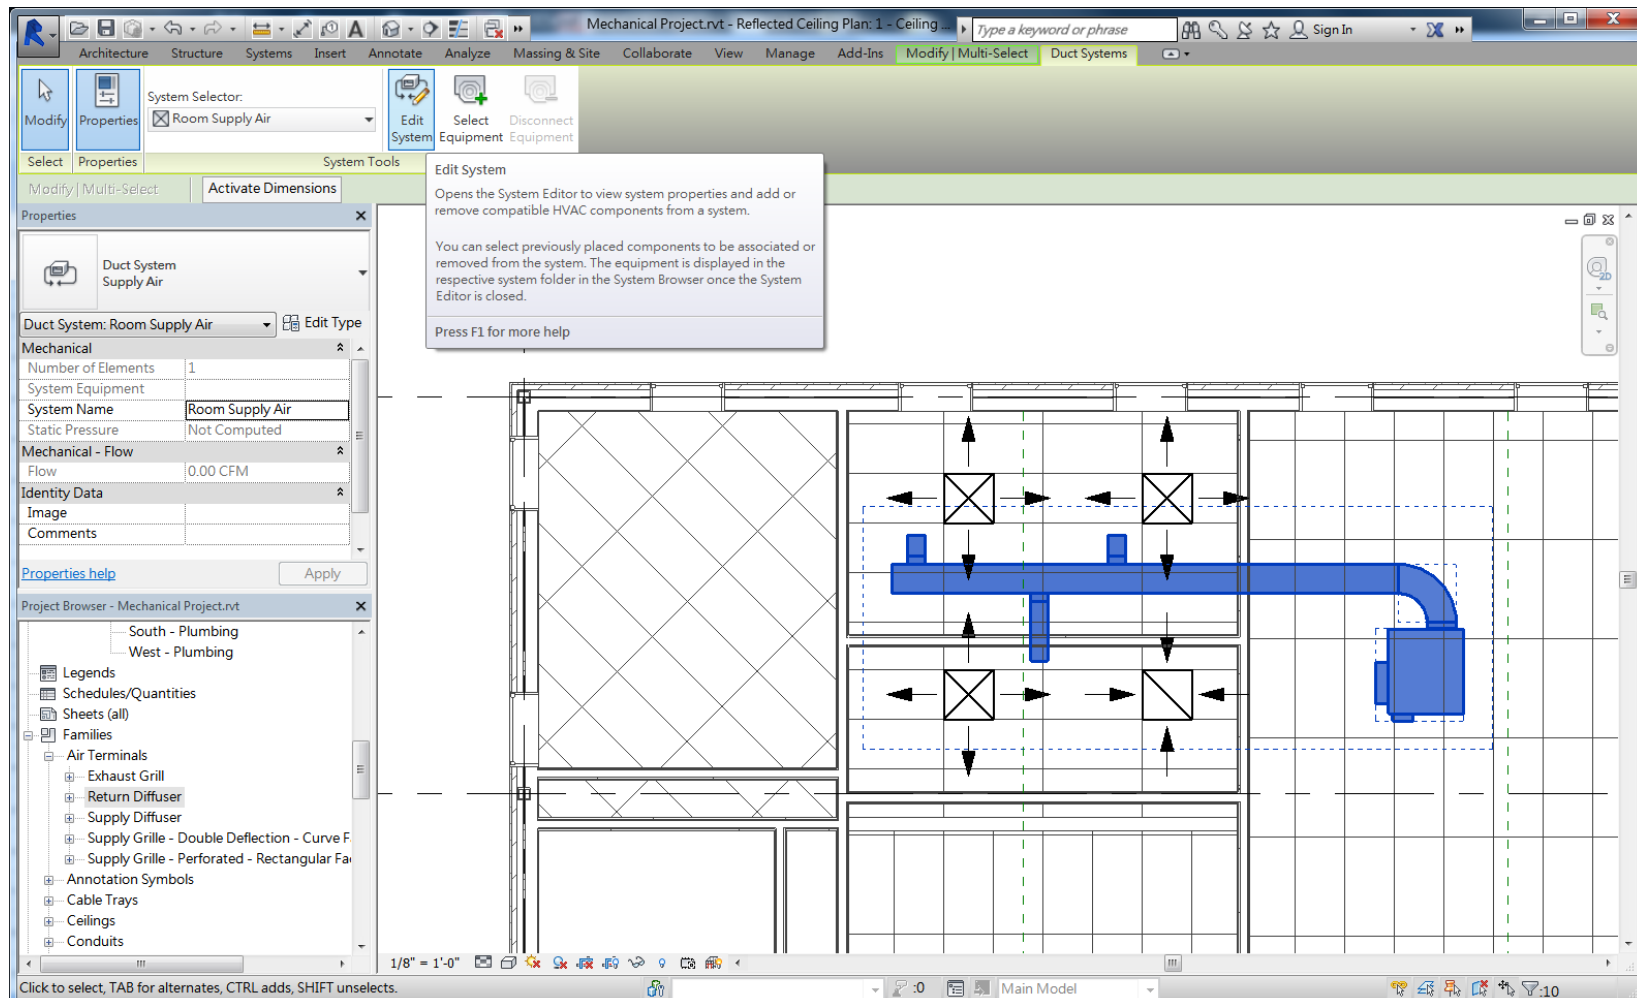 Mechanical Project.rvt - Reflected Ceiling Plan: 1 - Ceiling ...
Type a keyword or phrase
Sign In
Architecture Structure Systems Insert Annotate Analyze Massing & Site Collaborate View Manage Add-Ins Modify | Multi-Select Duct Systems
Modify
Properties
System Selector:
Room Supply Air
Edit System
Select Equipment
Disconnect Equipment
Select Properties System Tools
Modify | Multi-Select
Activate Dimensions
Edit System
Opens the System Editor to view system properties and add or
remove compatible HVAC components from a system.
You can select previously placed components to be associated or
removed from the system. The equipment is displayed in the
respective system folder in the System Browser once the System
Editor is closed.
Press F1 for more help
Properties
Duct System
Supply Air
Duct System: Room Supply Air
Edit Type
Mechanical
Number of Elements 1
System Equipment
System Name Room Supply Air
Static Pressure Not Computed
Mechanical - Flow
Flow 0.00 CFM
Identity Data
Image
Comments
Properties help
Apply
Project Browser - Mechanical Project.rvt
South - Plumbing
West - Plumbing
Legends
Schedules/Quantities
Sheets (all)
Families
Air Terminals
Exhaust Grill
Return Diffuser
Supply Diffuser
Supply Grille - Double Deflection - Curve F
Supply Grille - Perforated - Rectangular Fa
Annotation Symbols
Cable Trays
Ceilings
Conduits
2D
1/8" = 1'-0"
Click to select, TAB for alternates, CTRL adds, SHIFT unselects.
:0
Main Model
:10